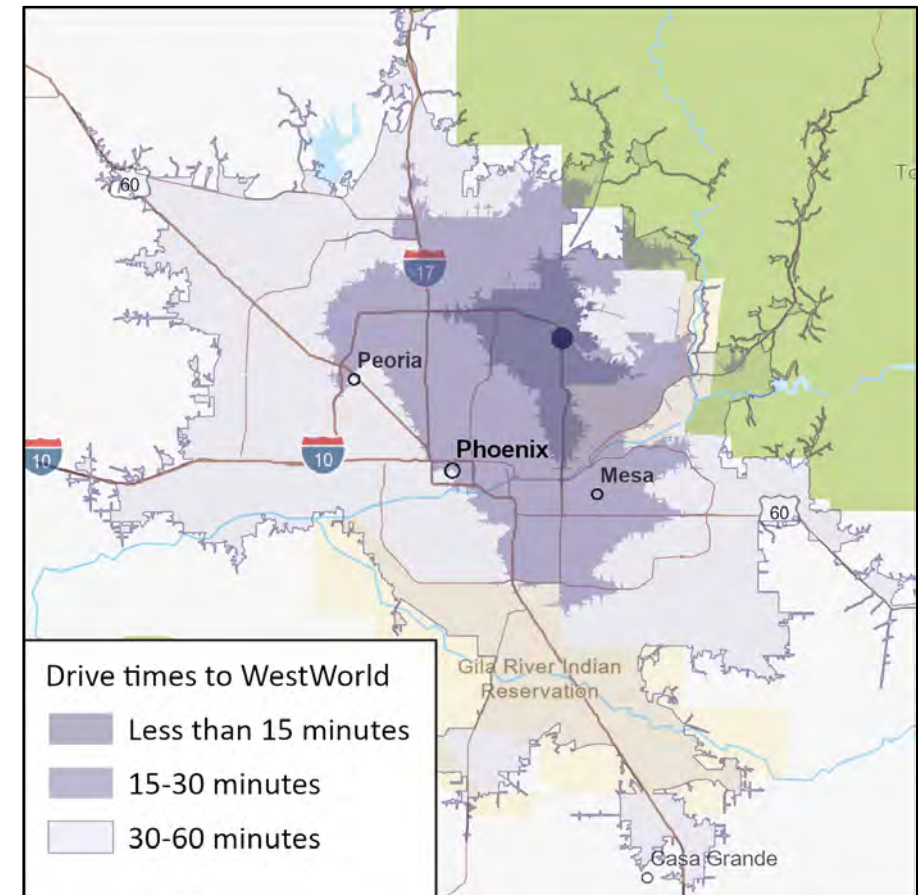 To
60
17
Peoria
Phoenix
10
10
Mesa
60
Gila River Indian
Reservation
Drive times to WestWorld
Less than 15 minutes
15-30 minutes
30-60 minutes
Casa Grande